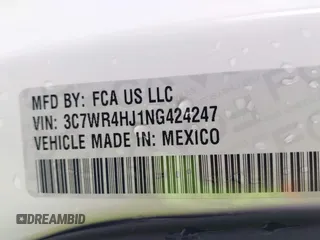 MFD BY: FCA US LLC
VIN: 3C7WR4HJ1NG424247
VEHICLE MADE IN: MEXICO
DREAMBID